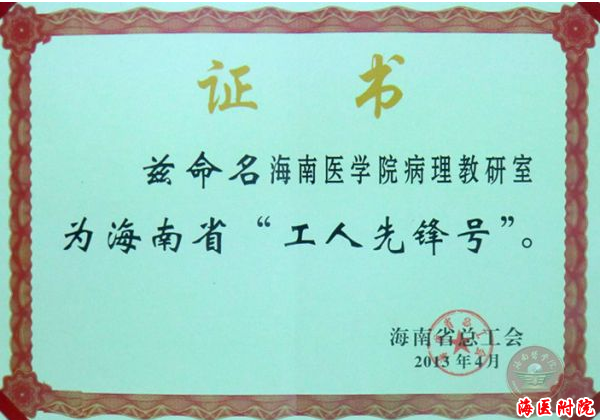 证 书
兹命名海南医学院病理教研室
为海南省“工人先锋号”。
海南省总工会
2013年4月
海医附院